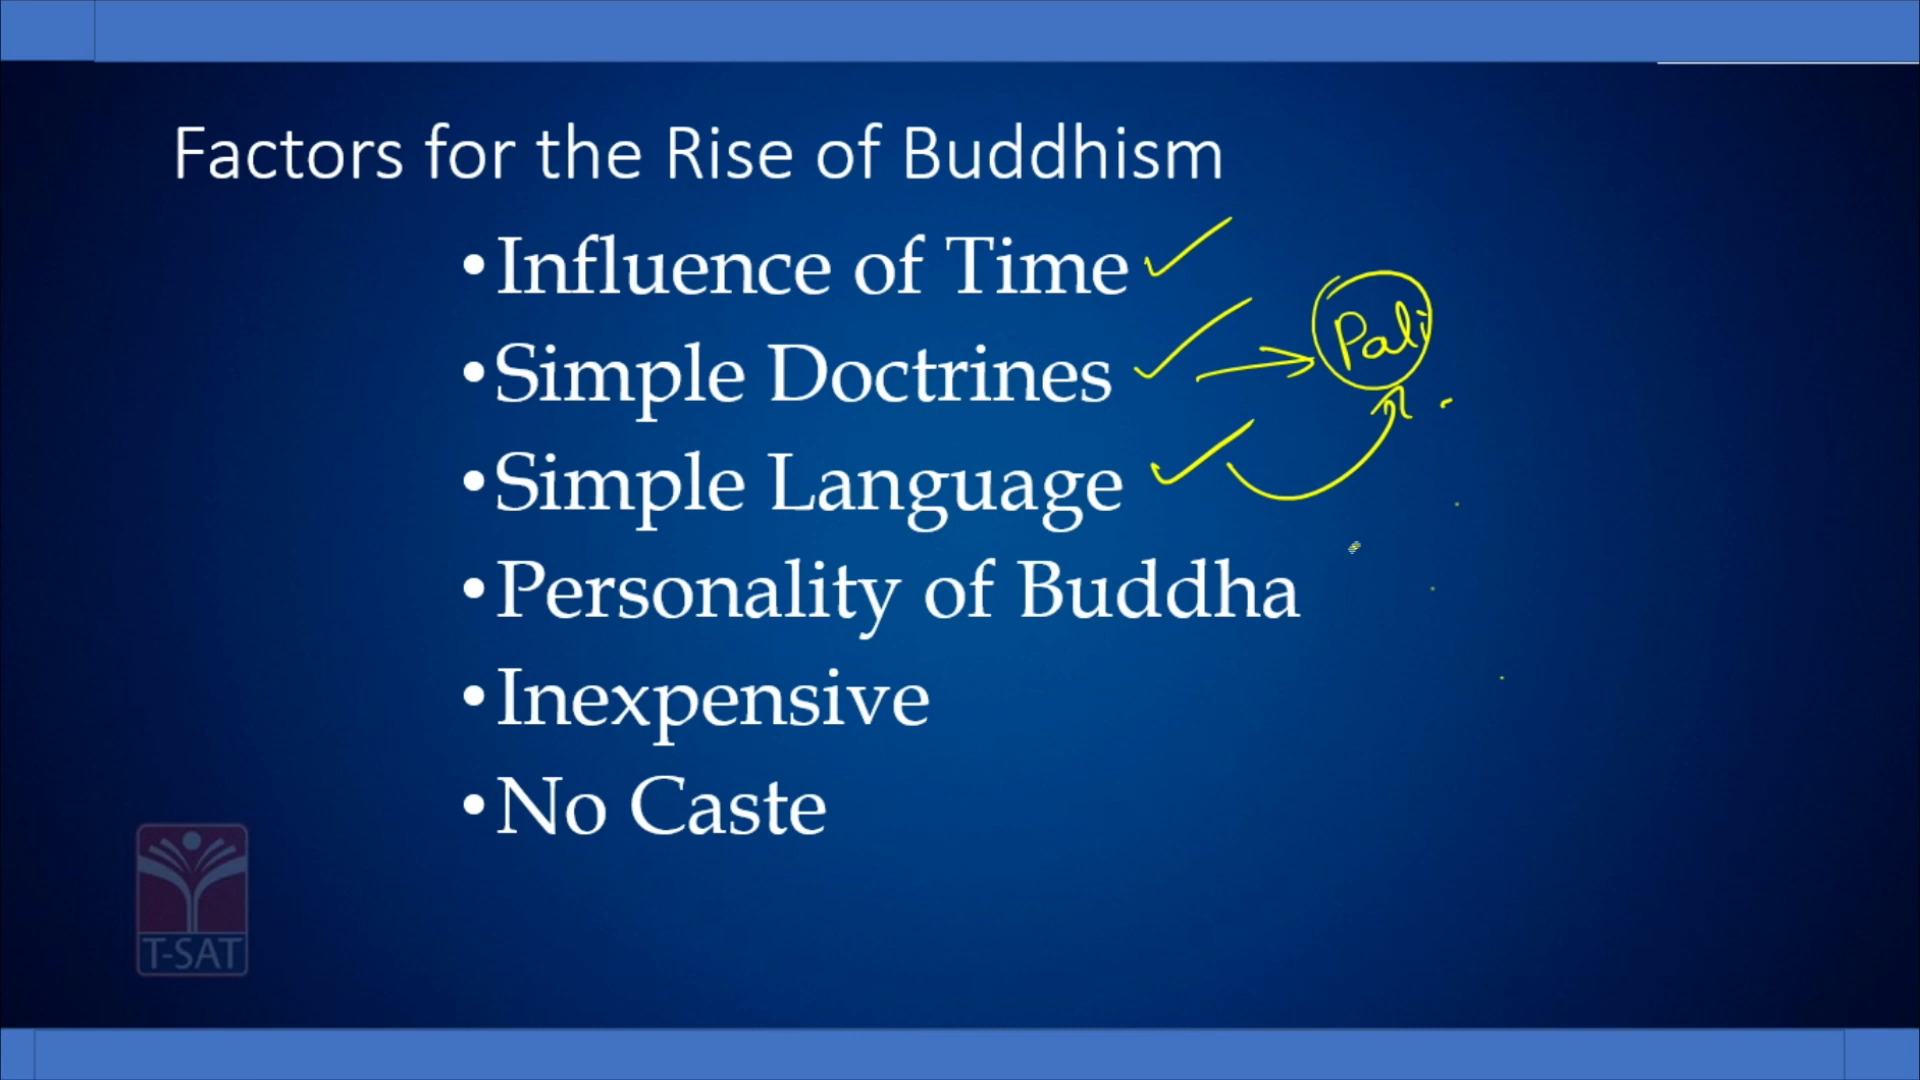 Factors for the Rise of Buddhism
•Influence of Time
•Simple Doctrines
Pali
•Simple Language
•Personality of Buddha
•Inexpensive
•No Caste
T-SAT